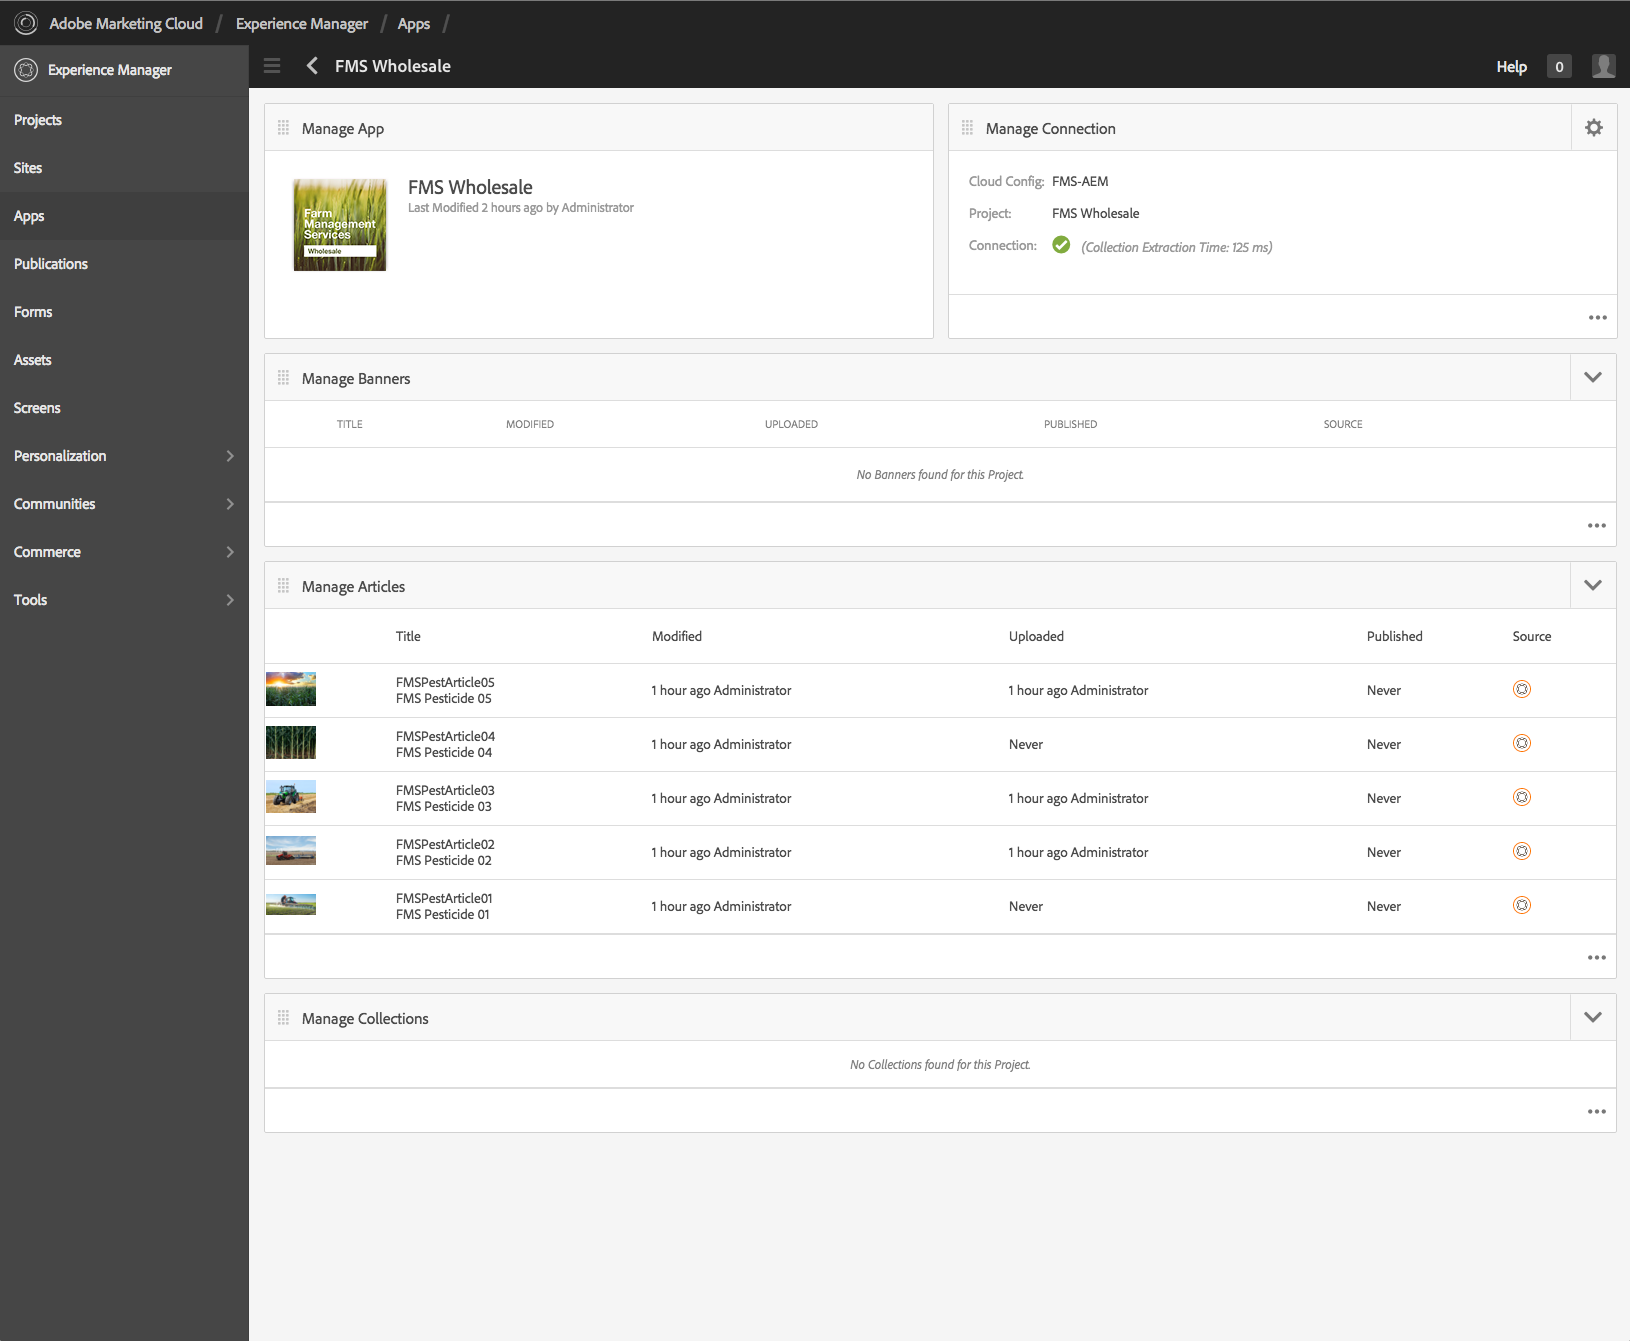 Adobe Marketing Cloud / Experience Manager / Apps /
Experience Manager
FMS Wholesale
Help
0
Projects
Sites
Apps
Publications
Forms
Assets
Screens
Personalization
Communities
Commerce
Tools
Manage App
Farm
Management
Services
Wholesale
FMS Wholesale
Last Modified 2 hours ago by Administrator
Manage Connection
Cloud Config: FMS-AEM
Project: FMS Wholesale
Connection: (Collection Extraction Time: 125 ms)
Manage Banners
TITLE MODIFIED UPLOADED PUBLISHED SOURCE
No Banners found for this Project.
Manage Articles
Title Modified Uploaded Published Source
FMSPestArticle05
FMS Pesticide 05
1 hour ago Administrator 1 hour ago Administrator Never
FMSPestArticle04
FMS Pesticide 04
1 hour ago Administrator Never Never
FMSPestArticle03
FMS Pesticide 03
1 hour ago Administrator 1 hour ago Administrator Never
FMSPestArticle02
FMS Pesticide 02
1 hour ago Administrator 1 hour ago Administrator Never
FMSPestArticle01
FMS Pesticide 01
1 hour ago Administrator Never Never
Manage Collections
No Collections found for this Project.